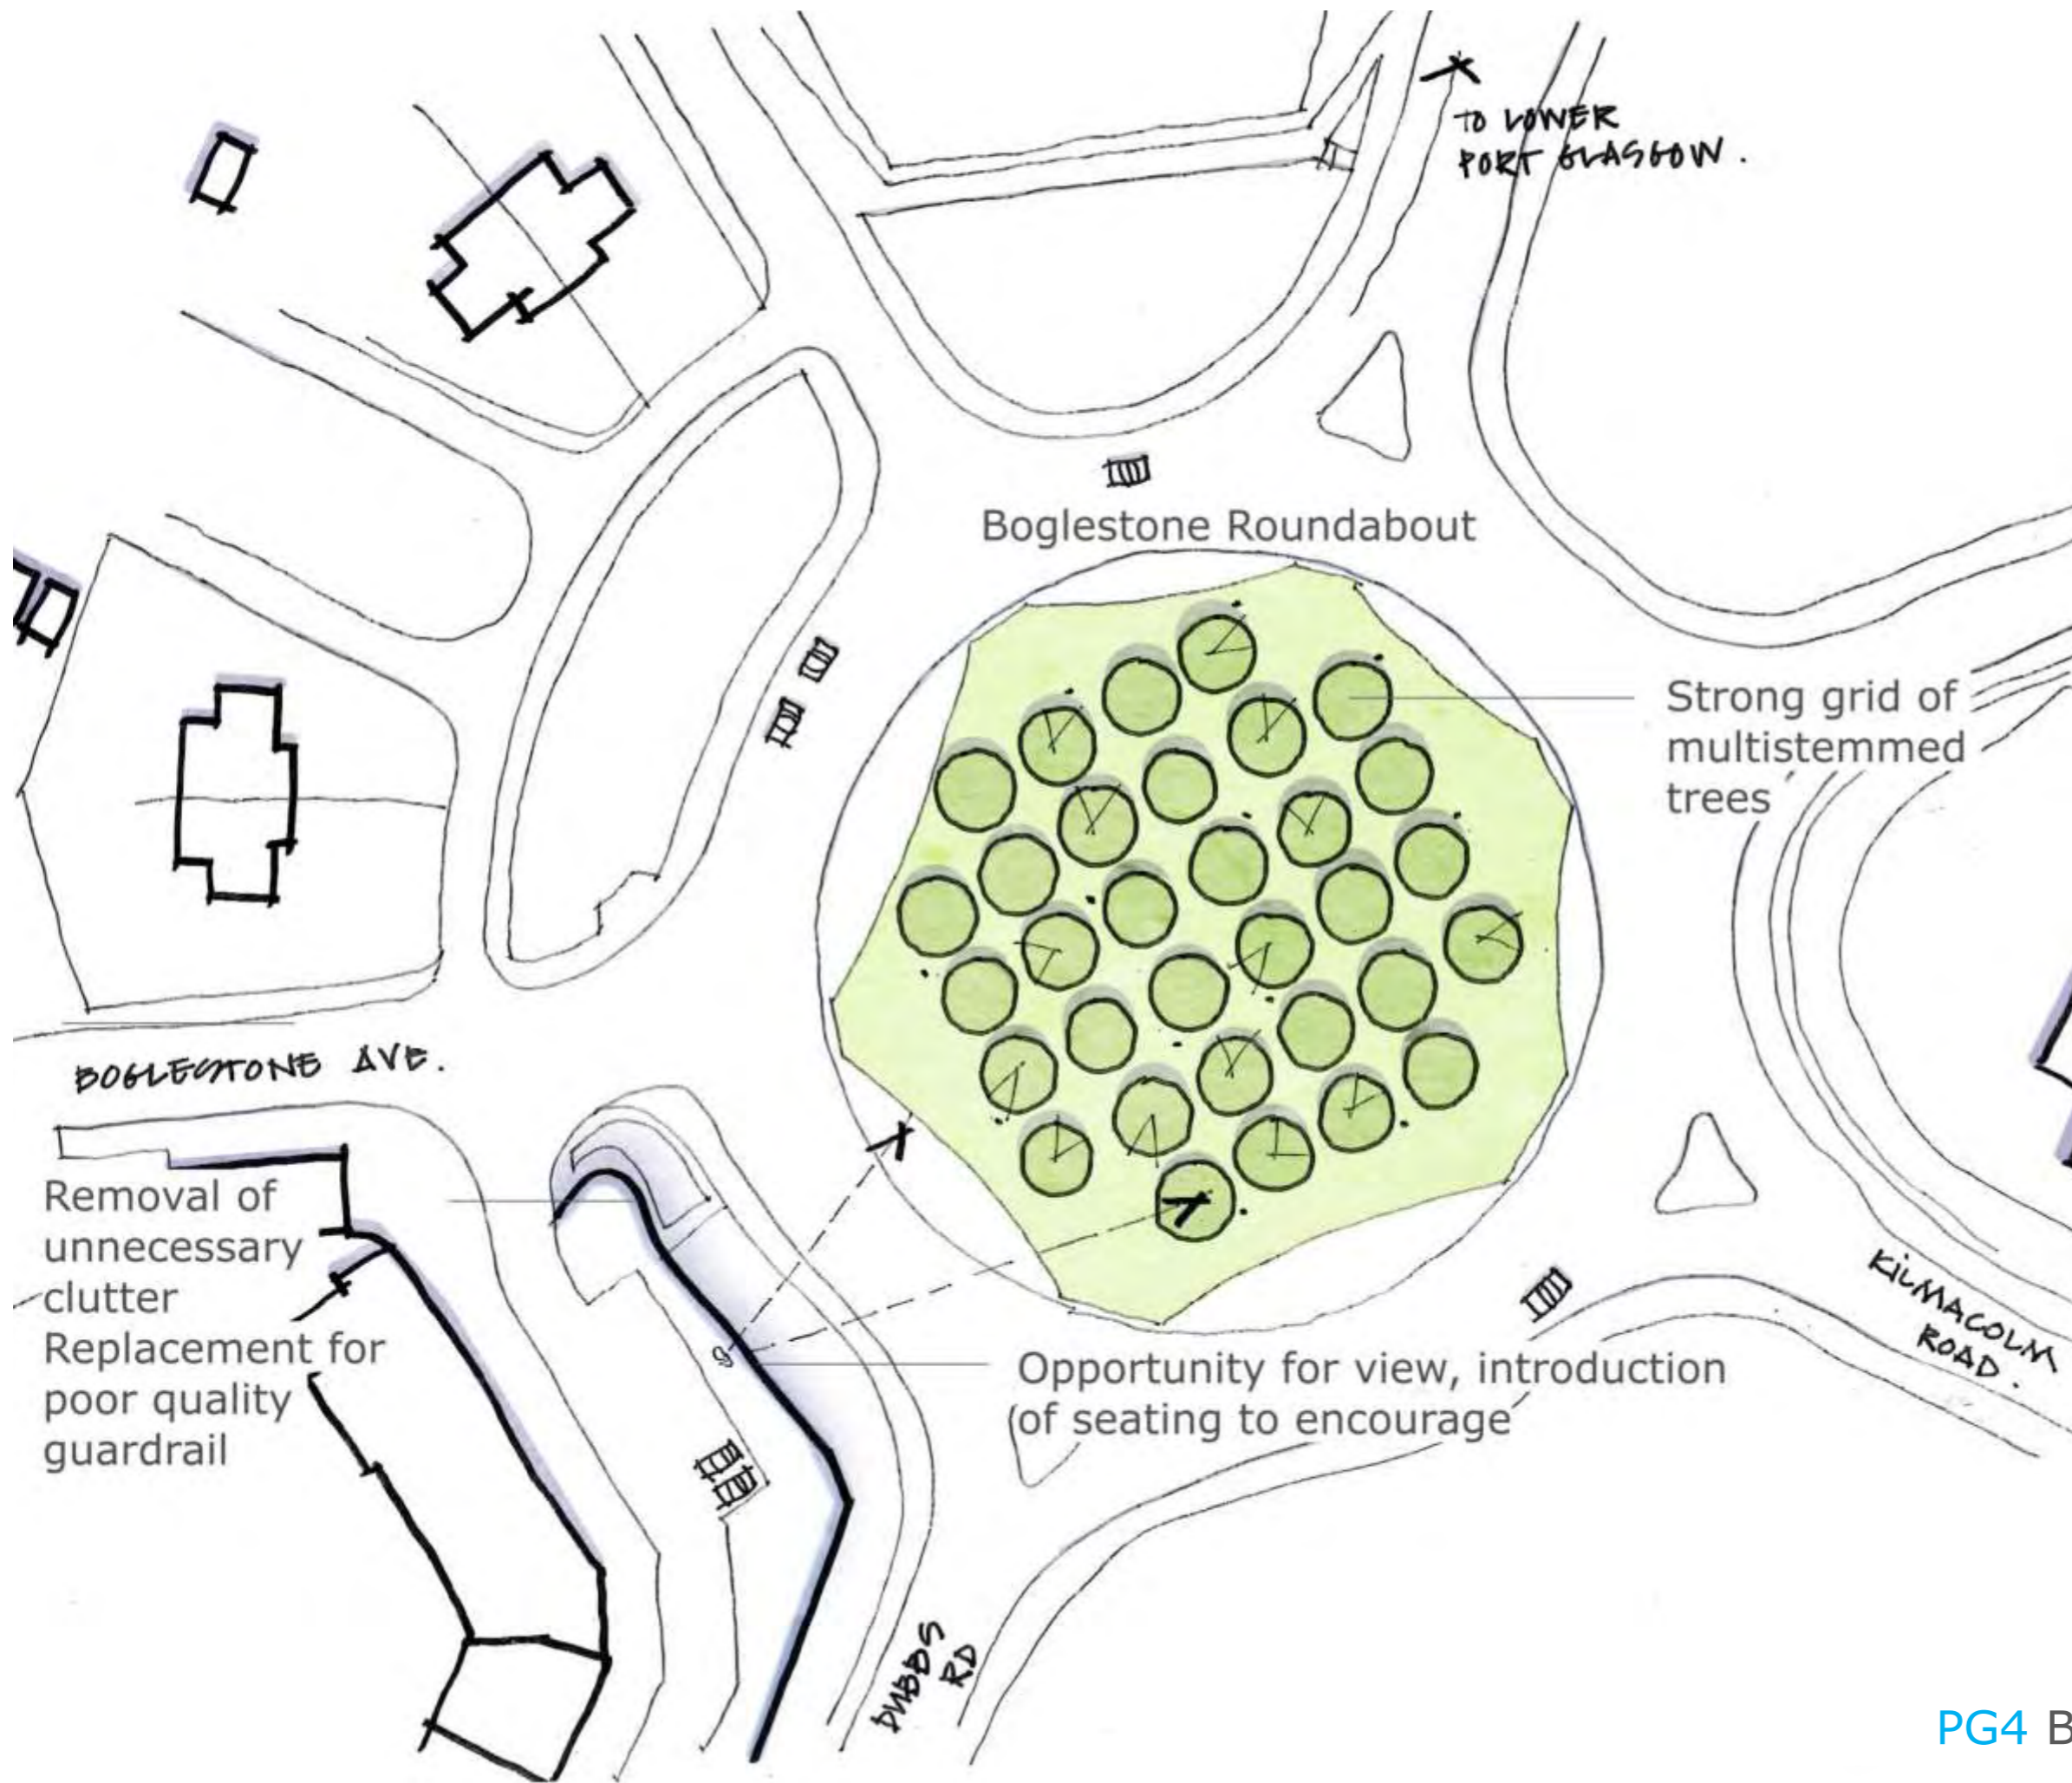 TO LOWER
PORT GLASGOW.
Boglestone Roundabout
Strong grid of
multistemmed
trees
BOGLESTONE AVE.
Removal of
unnecessary
clutter
Replacement for
poor quality
guardrail
KILMACOLM
ROAD.
Opportunity for view, introduction
of seating to encourage
DUBBS
RD
PG4 B